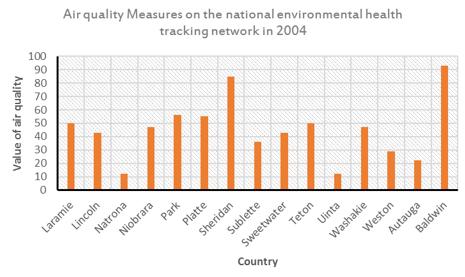 Air quality Measures on the national environmental health
tracking network in 2004
Value of air quality
100
90
80
70
60
50
40
30
20
10
0
Laramie
Lincoln
Natrona
Niobrara
Park
Platte
Sheridan
Sublette
Sweetwater
Teton
Uinta
Washakie
Weston
Autauga
Baldwin
Country